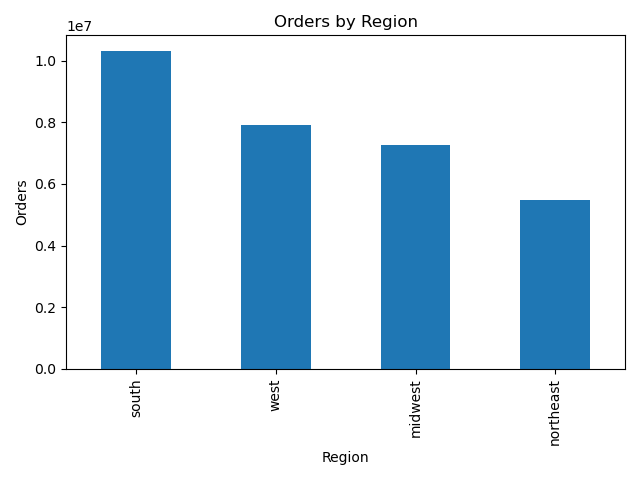 Orders by Region
1e7
1.0
0.8
0.6
0.4
0.2
0.0
Orders
south
west
midwest
northeast
Region